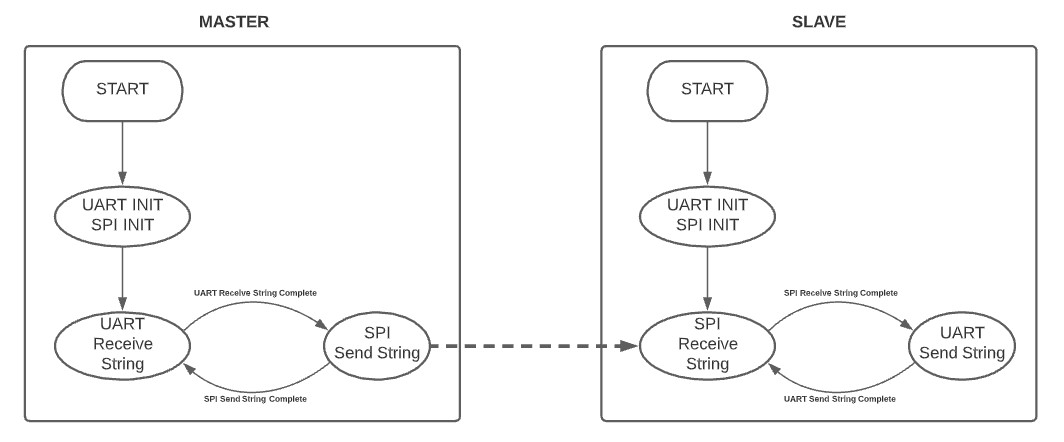 MASTER
START
UART INIT
SPI INIT
UART Receive String Complete
UART
Receive
String
SPI
Send String
SPI Send String Complete
SLAVE
START
UART INIT
SPI INIT
SPI Receive String Complete
SPI
Receive
String
UART
Send String
UART Send String Complete